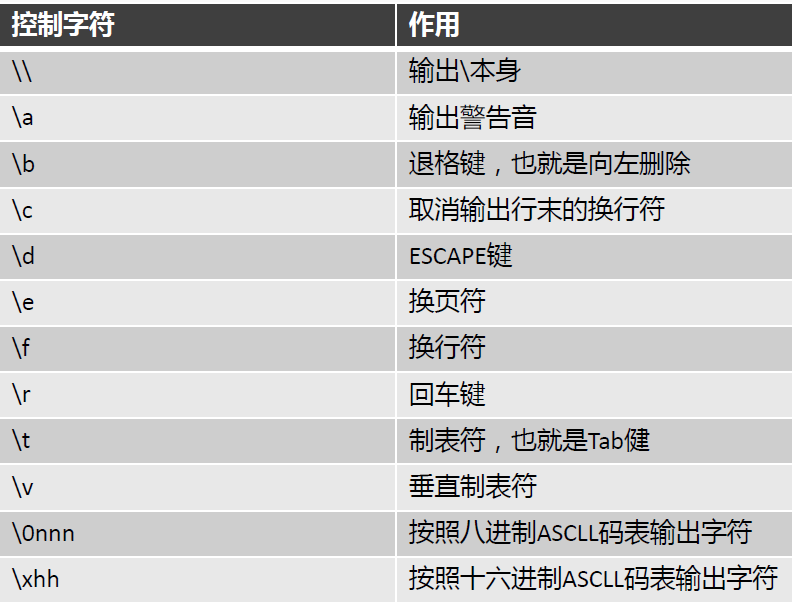 控制字符 作用
\\ 输出\本身
\a 输出警告音
\b 退格键，也就是向左删除
\c 取消输出行末的换行符
\d ESCAPE键
\e 换页符
\f 换行符
\r 回车键
\t 制表符，也就是Tab健
\v 垂直制表符
\0nnn 按照八进制ASCLL码表输出字符
\xhh 按照十六进制ASCLL码表输出字符